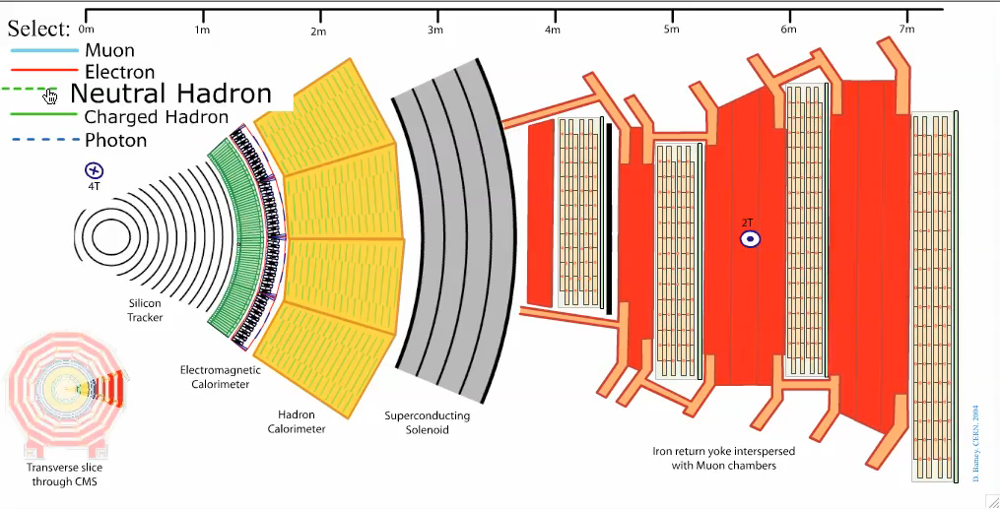 Select:
0m 1m 2m 3m 4m 5m 6m 7m
Muon
Electron
Neutral Hadron
Charged Hadron
Photon
4T
2T
Silicon
Tracker
Electromagnetic
Calorimeter
Hadron
Calorimeter
Superconducting
Solenoid
Iron return yoke interspersed
with Muon chambers
Transverse slice
through CMS
D. Barney, CERN, 2004